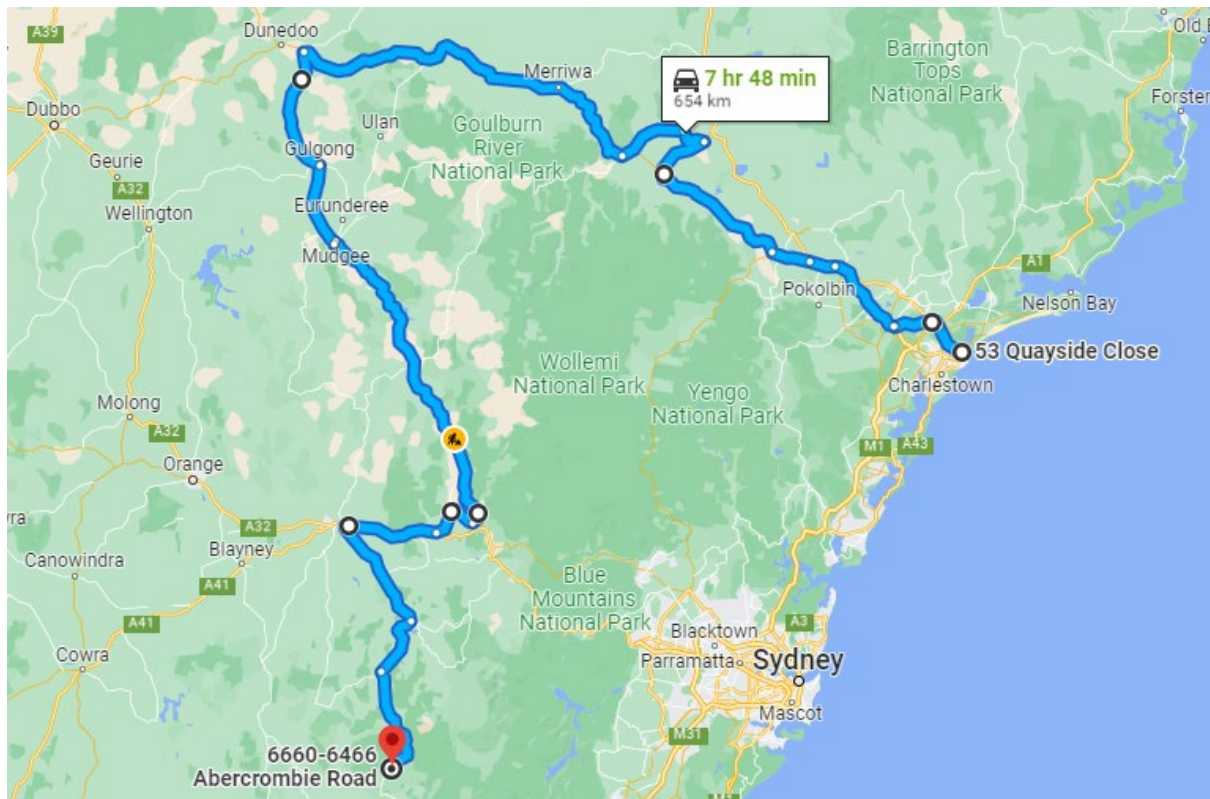 A39
Dunedoo
Old
Barrington
Tops
National Park
Merriwa
7 hr 48 min
654 km
Forster
Dubbo
Ulan
Goulburn
River
National Park
Geurie
Gulgong
A32
Eurunderee
Wellington
Mudgee
A1
Pokolbin
Nelson Bay
53 Quayside Close
Wollemi
National Park
Charlestown
Yengo
National Park
Molong
A32
M1
A43
Orange
ra
A32
Blayney
Canowindra
A41
Blue
Mountains
National Park
A41
A3
Blacktown
Cowra
Parramatta
Sydney
Mascot
M31
6660-6466
Abercrombie Road